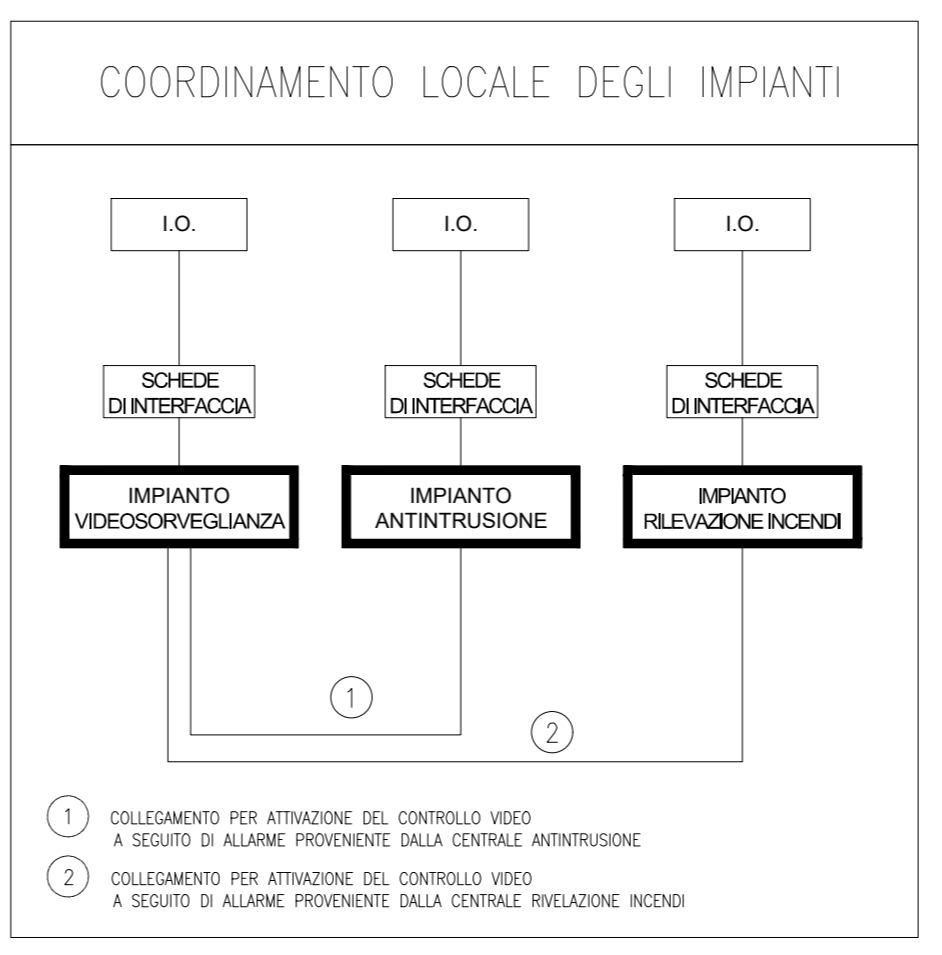 COORDINAMENTO LOCALE DEGLI IMPIANTI
I.O.
I.O.
I.O.
SCHEDE
DI INTERFACCIA
SCHEDE
DI INTERFACCIA
SCHEDE
DI INTERFACCIA
IMPIANTO
VIDEOSORVEGLIANZA
IMPIANTO
ANTINTRUSIONE
IMPIANTO
RILEVAZIONE INCENDI
1
2
1 COLLEGAMENTO PER ATTIVAZIONE DEL CONTROLLO VIDEO
A SEGUITO DI ALLARME PROVENIENTE DALLA CENTRALE ANTINTRUSIONE
2 COLLEGAMENTO PER ATTIVAZIONE DEL CONTROLLO VIDEO
A SEGUITO DI ALLARME PROVENIENTE DALLA CENTRALE RIVELAZIONE INCENDI